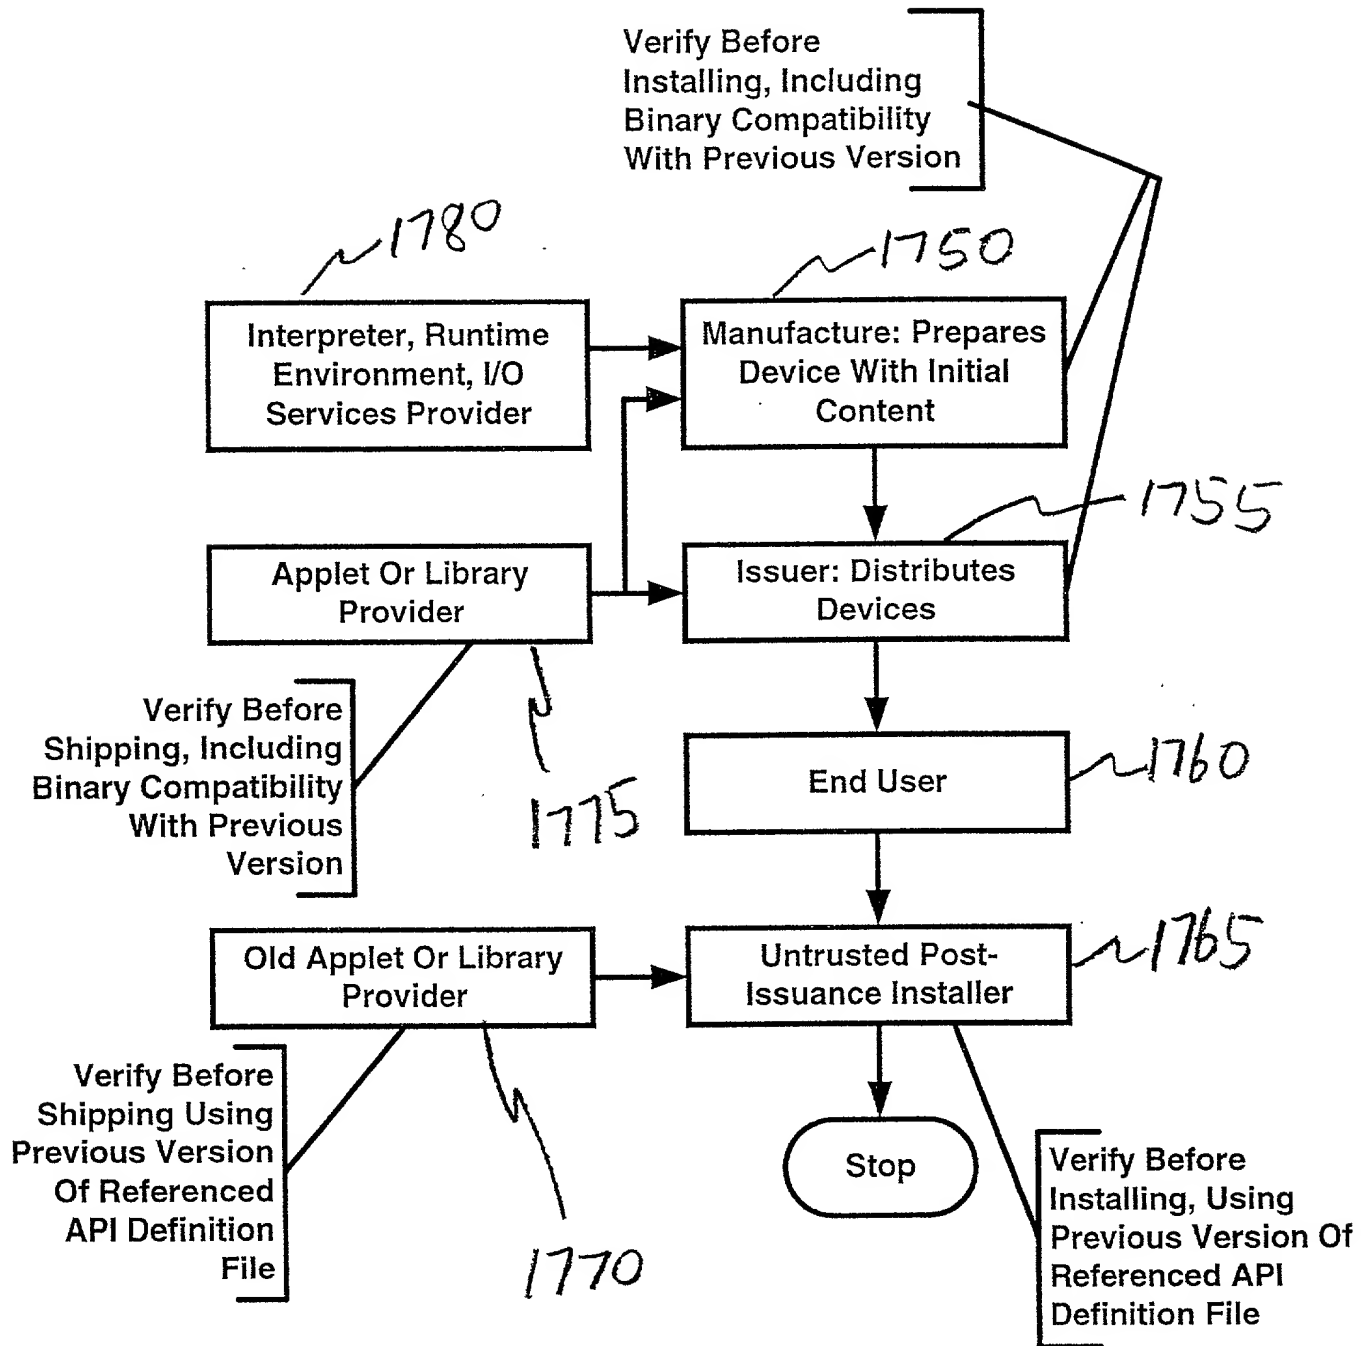 Verify Before
Installing, Including
Binary Compatibility
With Previous Version
1780
1750
Interpreter, Runtime
Environment, I/O
Services Provider
Manufacture: Prepares
Device With Initial
Content
1755
Applet Or Library
Provider
Issuer: Distributes
Devices
Verify Before
Shipping, Including
Binary Compatibility
With Previous
Version
1775
End User
1760
Old Applet Or Library
Provider
Untrusted Post-
Issuance Installer
1765
Verify Before
Shipping Using
Previous Version
Of Referenced
API Definition
File
1770
Stop
Verify Before
Installing, Using
Previous Version Of
Referenced API
Definition File